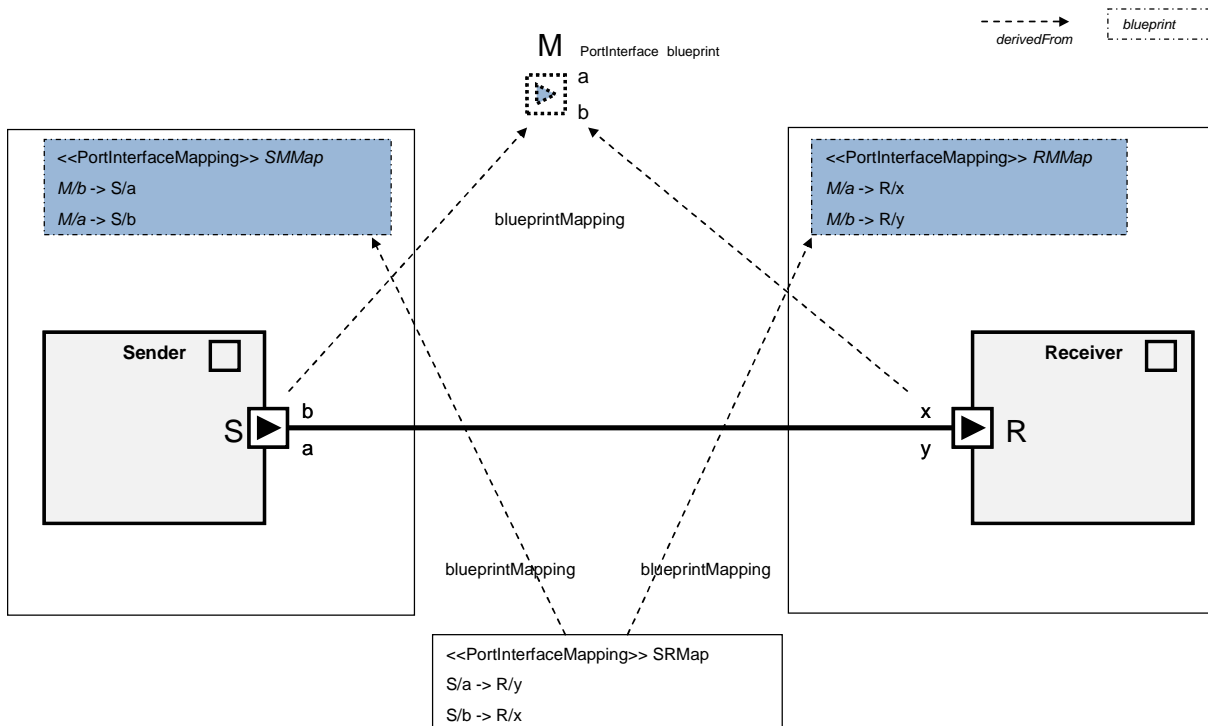 derivedFrom
blueprint
M PortInterface blueprint
a
b
<<PortInterfaceMapping>> SMMap
M/b -> S/a
M/a -> S/b
<<PortInterfaceMapping>> RMMap
M/a -> R/x
M/b -> R/y
blueprintMapping
Sender
Receiver
S
b
a
x
y
R
blueprintMapping
blueprintMapping
<<PortInterfaceMapping>> SRMap
S/a -> R/y
S/b -> R/x